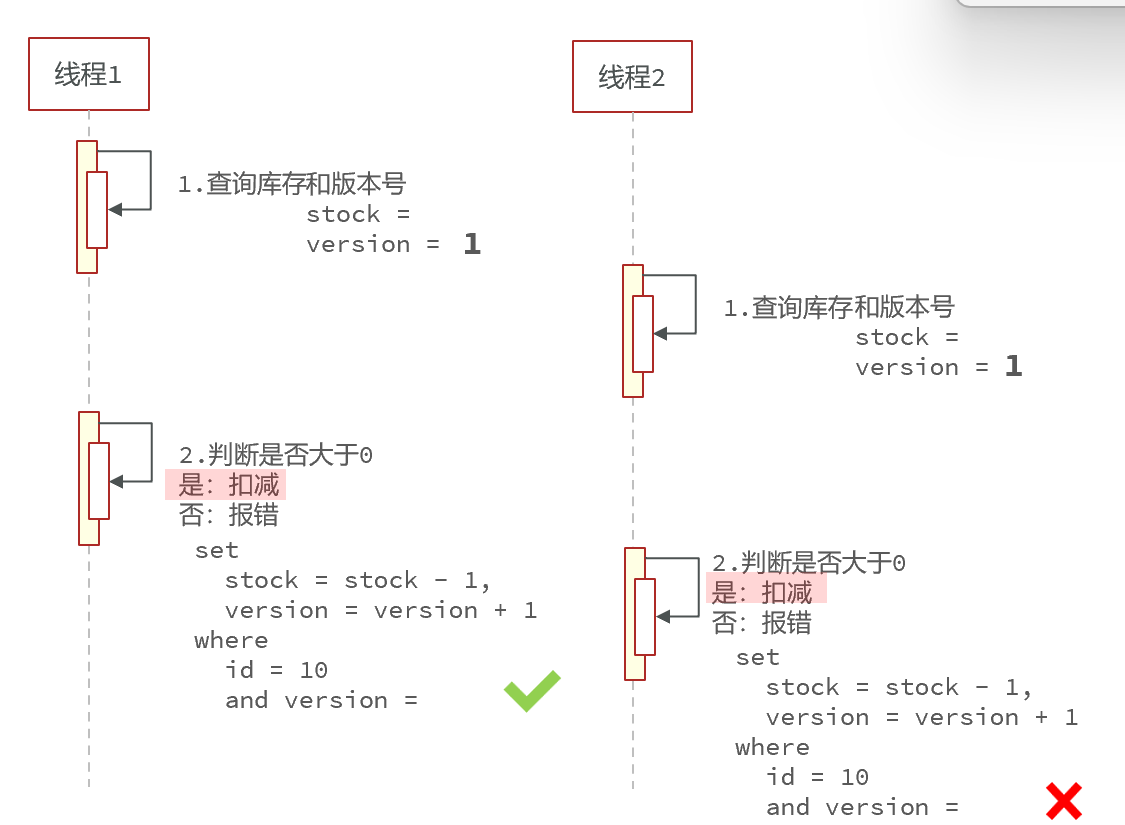 线程1
1.查询库存和版本号
stock =
version = 1
2.判断是否大于0
是：扣减
否：报错
set
stock = stock - 1,
version = version + 1
where
id = 10
and version =
线程2
1.查询库存和版本号
stock =
version = 1
2.判断是否大于0
是：扣减
否：报错
set
stock = stock - 1,
version = version + 1
where
id = 10
and version =